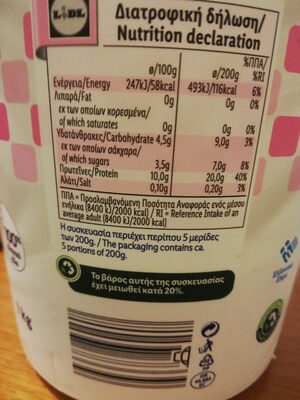 LIDL
Διατροφική δήλωση/
Nutrition declaration
%ΠΠΑ/
ø/100g ø/200g %RI
Ενέργεια/Energy 247kJ/58kcal 493kJ/116kcal 6%
Λιπαρά/Fat 0g 0g 0%
εκ των οποίων κορεσμένα/
of which saturates 0g 0g 0%
Υδατάνθρακες/Carbohydrate 4,5g 9,0g 3%
εκ των οποίων σάκχαρα/
of which sugars 3,5g 7,0g 8%
Πρωτεΐνες/Protein 10,0g 20,0g 40%
Αλάτι/Salt 0,10g 0,20g 3%
ΠΠΑ = Προσλαμβανόμενη Ποσότητα Αναφοράς ενός μέσου
ενήλικα (8400 kJ/2000 kcal) / RI = Reference Intake of an
average adult (8400 kJ/2000 kcal)
Η συσκευασία περιέχει περίπου 5 μερίδες
των 200g. / The packaging contains ca.
5 portions of 200g.
Το βάρος αυτής της συσκευασίας
έχει μειωθεί κατά 20%.
100%
kg